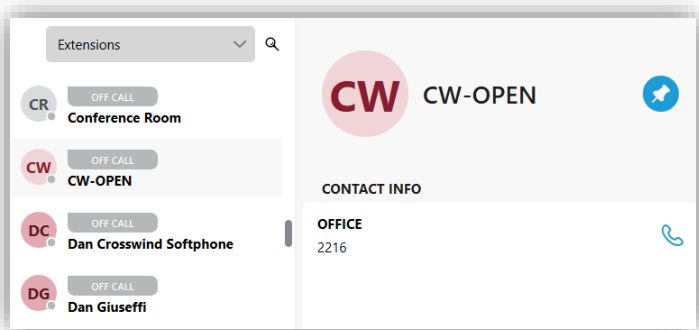 Extensions
CR
OFF CALL
Conference Room
CW
OFF CALL
CW-OPEN
DC
OFF CALL
Dan Crosswind Softphone
DG
OFF CALL
Dan Giuseffi
CW
CW-OPEN
CONTACT INFO
OFFICE
2216